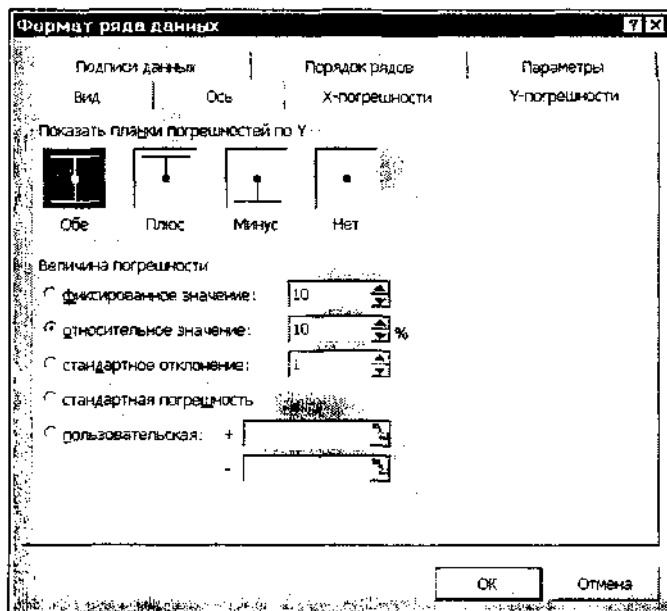 Формат ряда данных
Подписи данных Порядок рядов Параметры
Вид Ось X-погрешности Y-погрешности
Показать планки погрешностей по Y
Обе Плюс Минус Нет
Величина погрешности
фиксированное значение: 10
относительное значение: 10 %
стандартное отклонение: 1
стандартная погрешность
пользовательская: +
-
OK Отмена